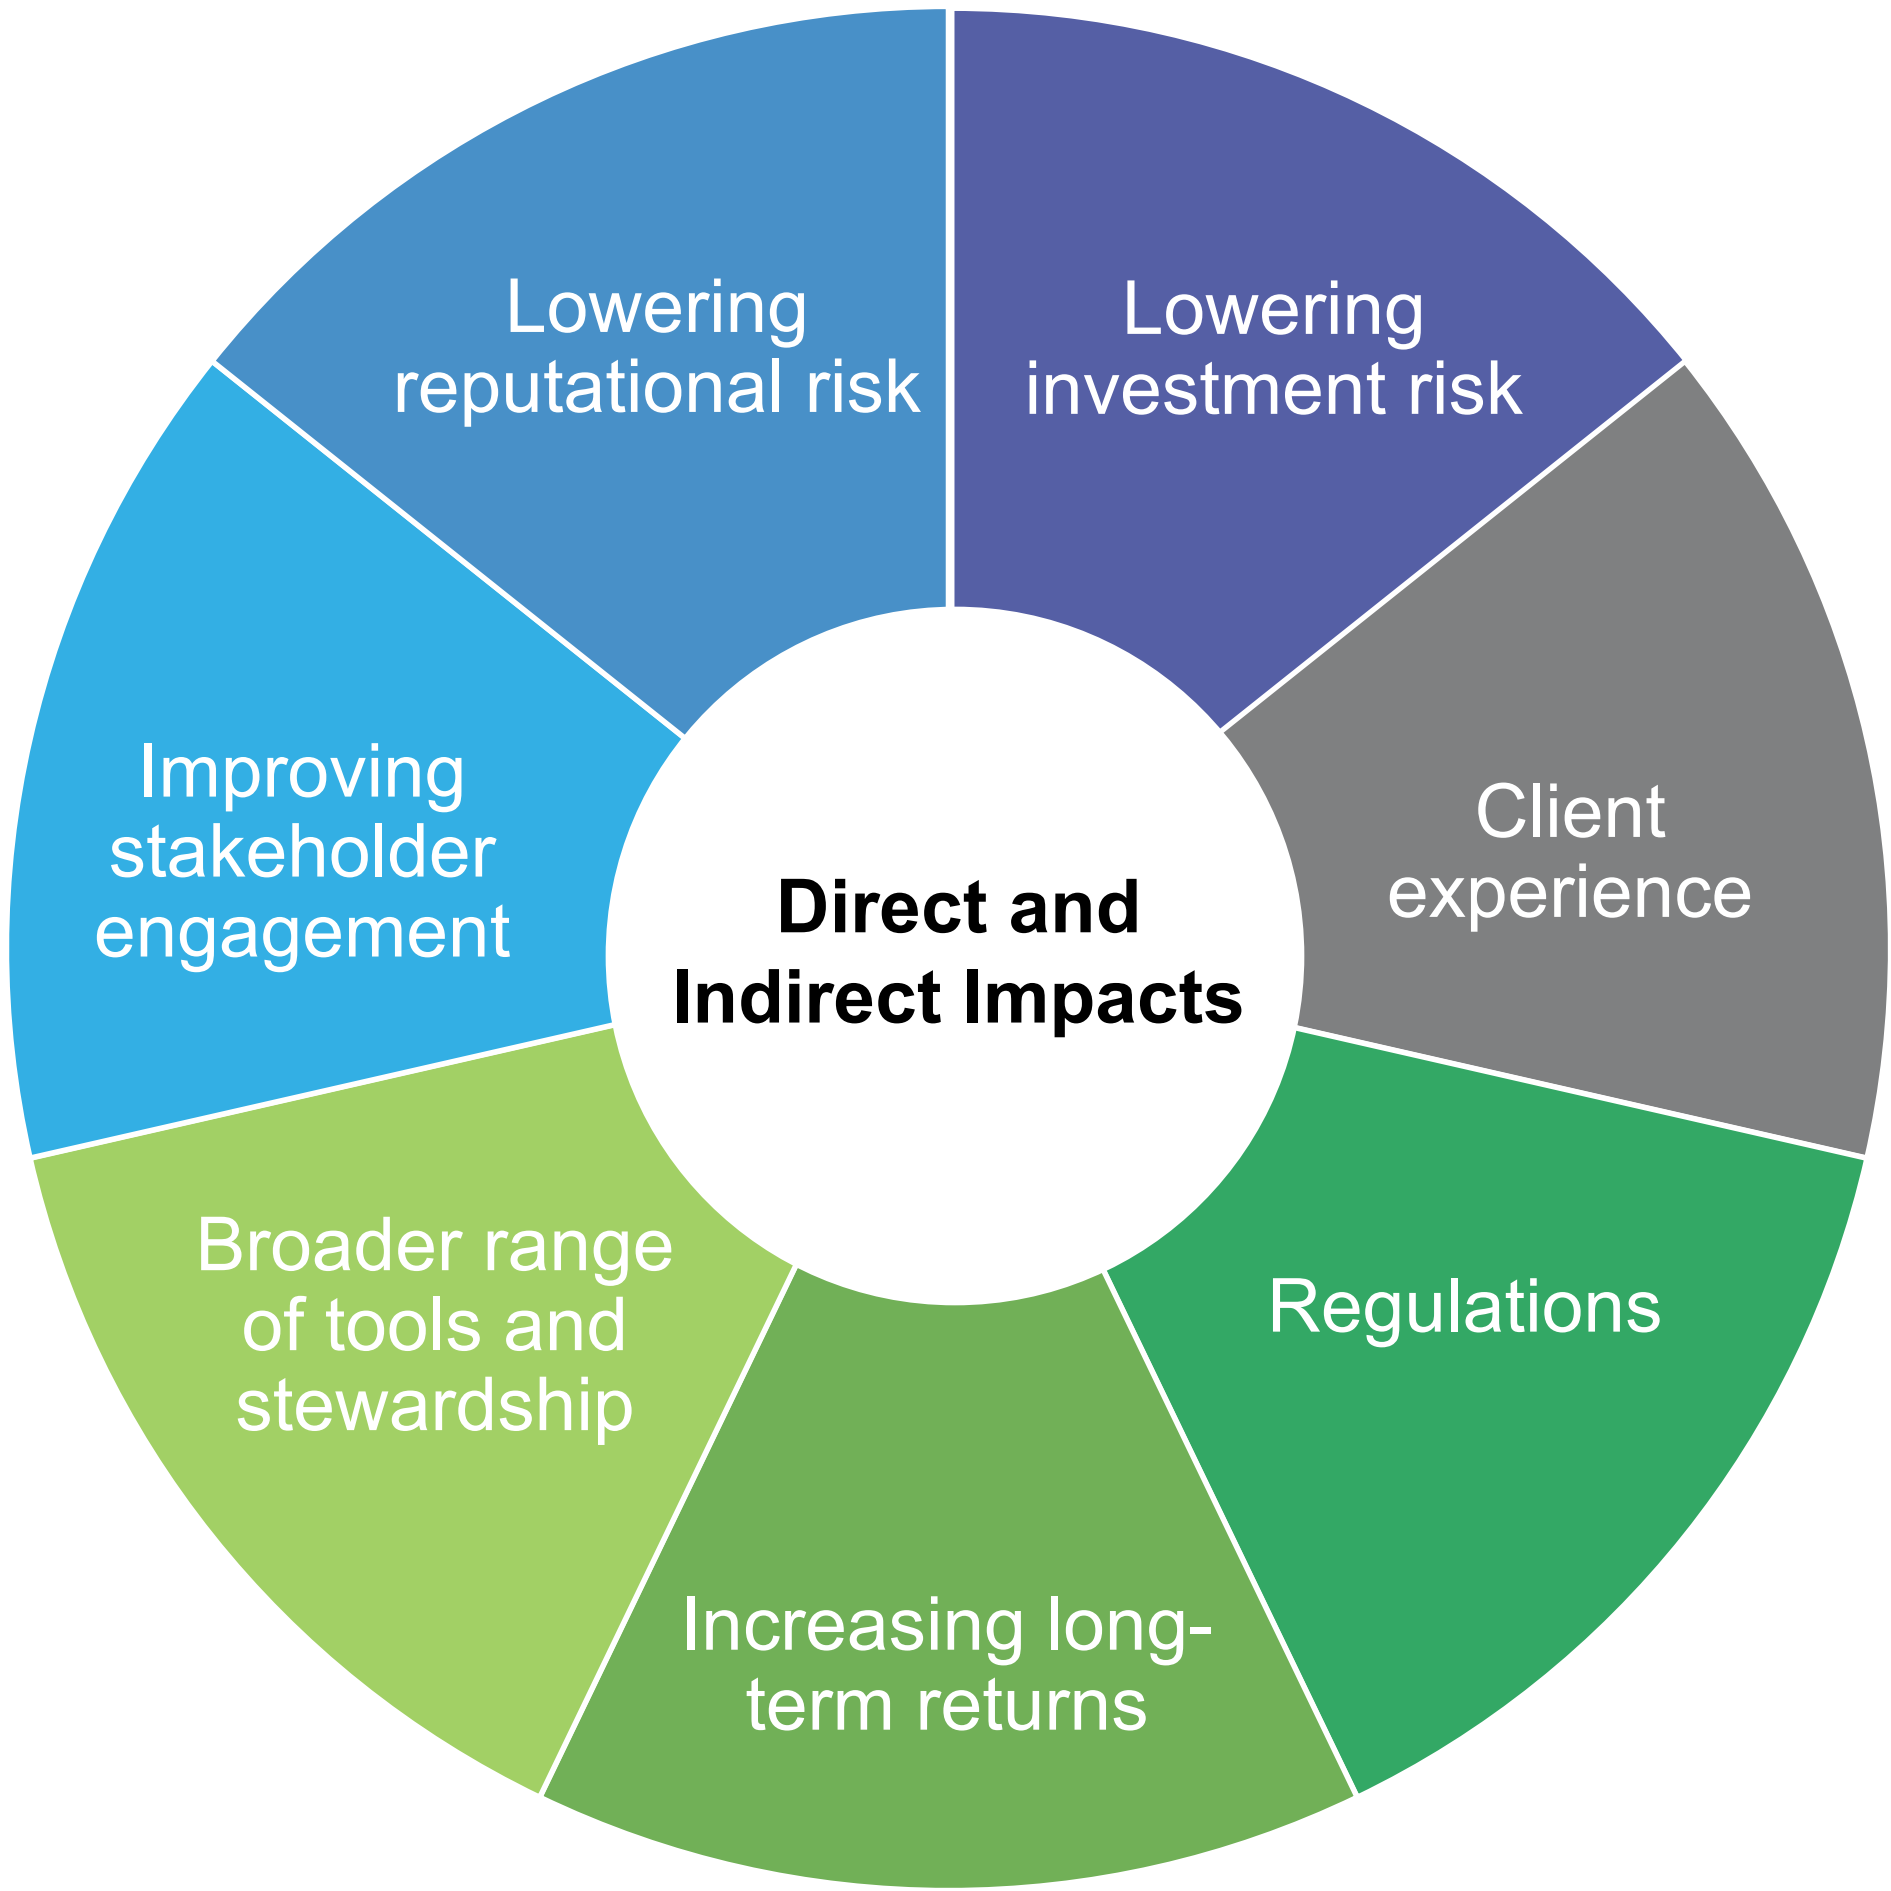 Lowering
reputational risk
Lowering
investment risk
Improving
stakeholder
engagement
Client
experience
Direct and
Indirect Impacts
Broader range
of tools and
stewardship
Regulations
Increasing long-
term returns